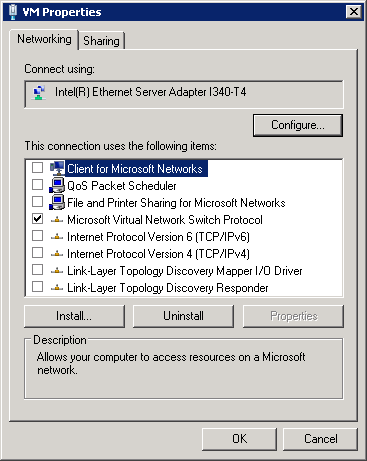 VM Properties
Networking
Sharing
Connect using:
Intel(R) Ethernet Server Adapter I340-T4
Configure...
This connection uses the following items:
Client for Microsoft Networks
QoS Packet Scheduler
File and Printer Sharing for Microsoft Networks
Microsoft Virtual Network Switch Protocol
Internet Protocol Version 6 (TCP/IPv6)
Internet Protocol Version 4 (TCP/IPv4)
Link-Layer Topology Discovery Mapper I/O Driver
Link-Layer Topology Discovery Responder
Install...
Uninstall
Properties
Description
Allows your computer to access resources on a Microsoft
network.
OK
Cancel